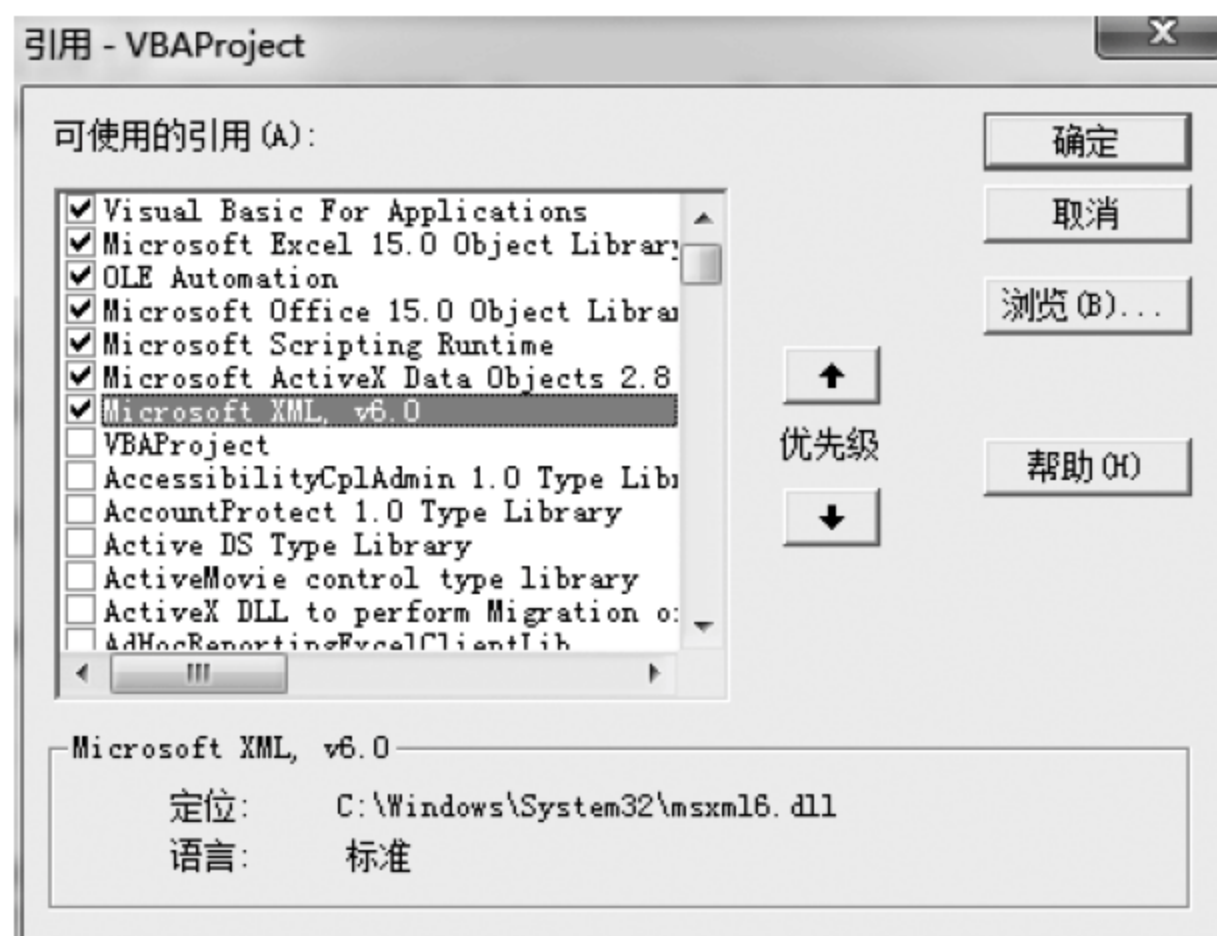 引用 - VBAProject
可使用的引用(A):
Visual Basic For Applications
Microsoft Excel 15.0 Object Library
OLE Automation
Microsoft Office 15.0 Object Librar
Microsoft Scripting Runtime
Microsoft ActiveX Data Objects 2.8
Microsoft XML, v6.0
VBAProject
AccessibilityCplAdmin 1.0 Type Libr
AccountProtect 1.0 Type Library
Active DS Type Library
ActiveMovie control type library
ActiveX DLL to perform Migration o
AdHocReportingExcelClientLib
确定
取消
浏览(B)...
优先级
帮助(H)
Microsoft XML, v6.0
定位: C:\Windows\System32\msxml6.dll
语言: 标准